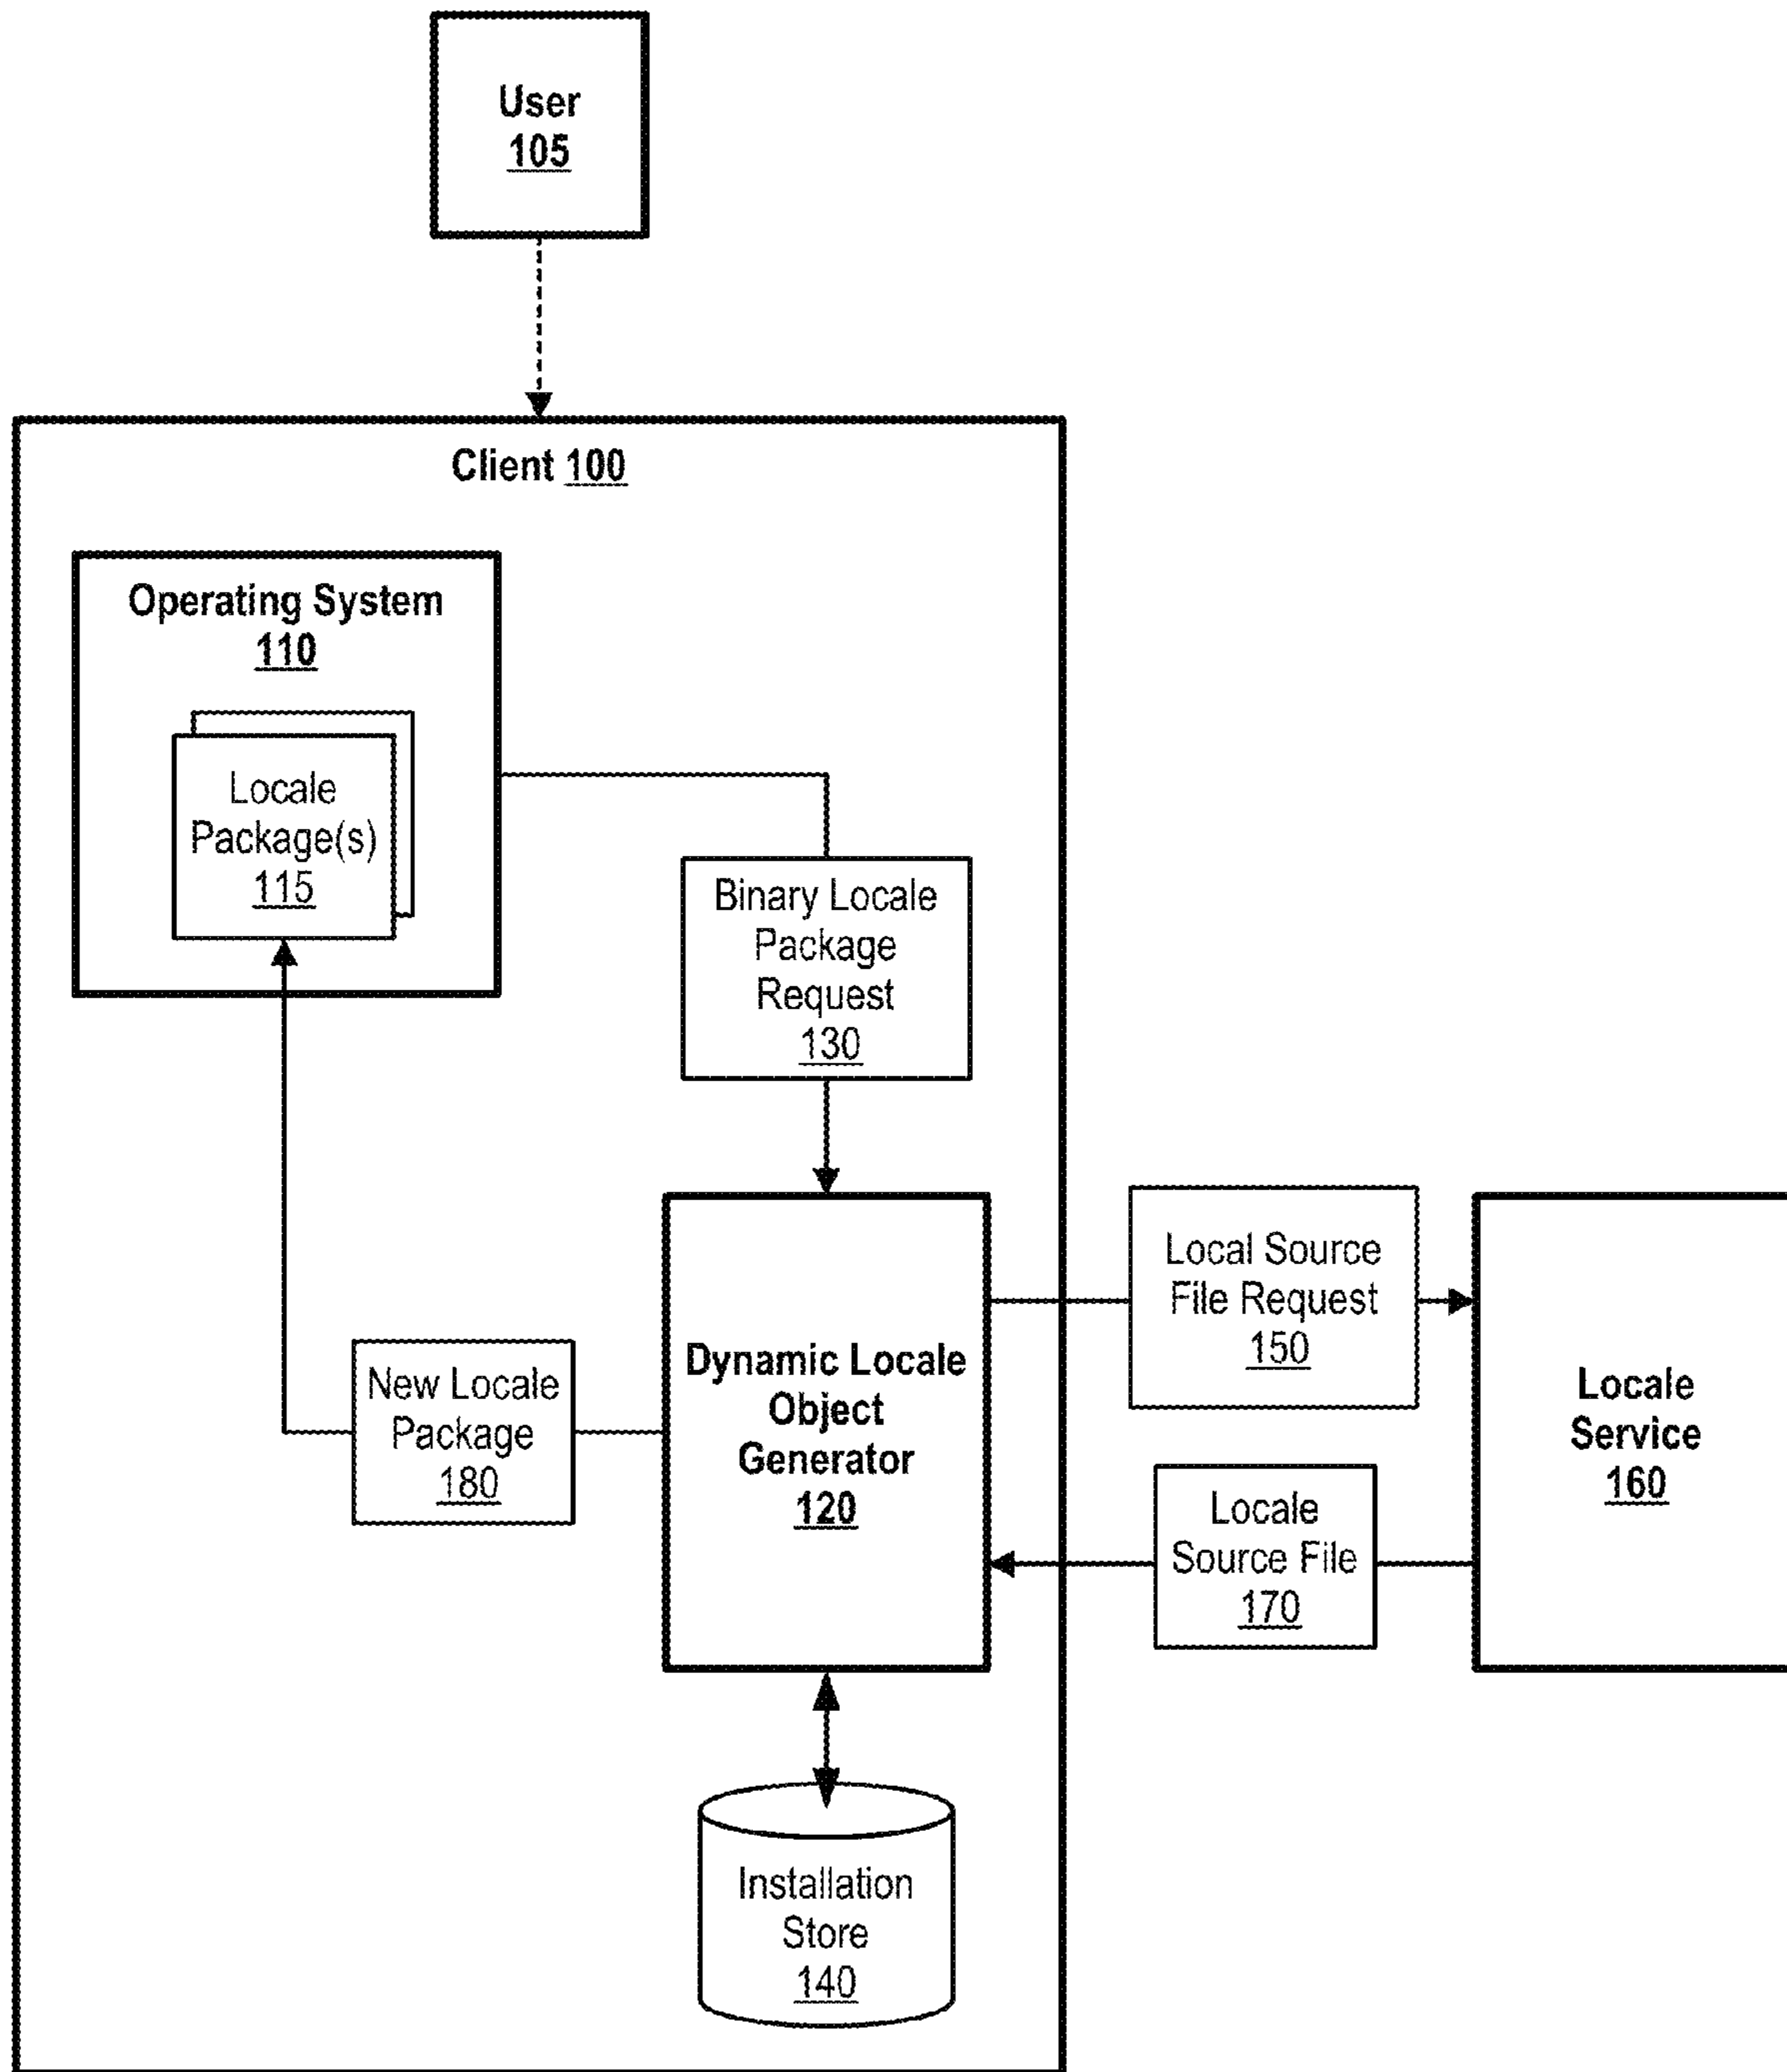 User
105
Client 100
Operating System
110
Locale
Package(s)
115
Binary Locale
Package
Request
130
Local Source
File Request
150
Dynamic Locale
Object
Generator
120
New Locale
Package
180
Locale
Service
160
Locale
Source File
170
Installation
Store
140